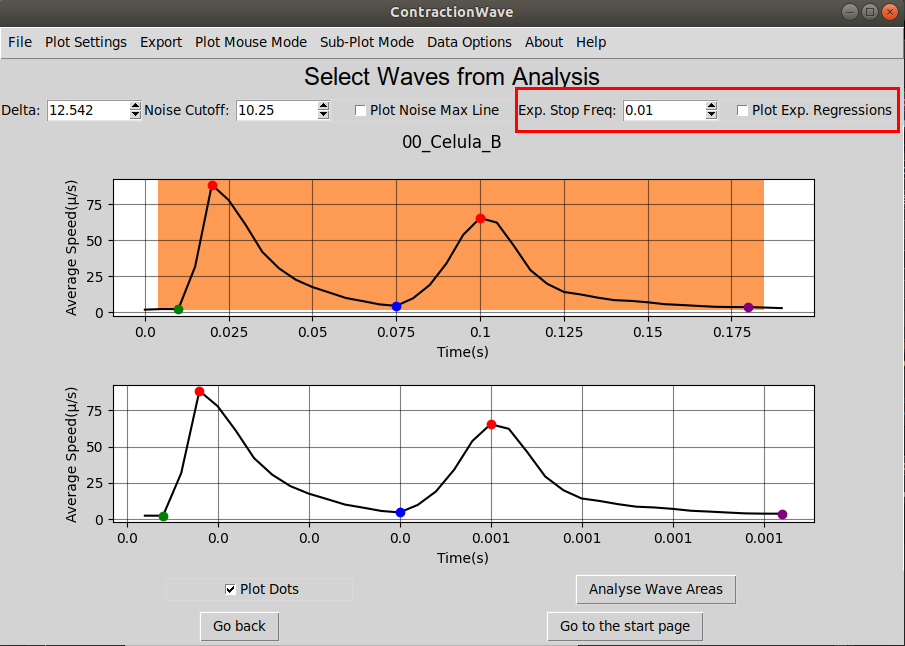 ContractionWave
File Plot Settings Export Plot Mouse Mode Sub-Plot Mode Data Options About Help
Select Waves from Analysis
Delta: 12.542 Noise Cutoff: 10.25 Plot Noise Max Line Exp. Stop Freq: 0.01 Plot Exp. Regressions
00_Celula_B
Average Speed(μ/s)
75
50
25
0
0.0 0.025 0.05 0.075 0.1 0.125 0.15 0.175
Time(s)
Average Speed(μ/s)
75
50
25
0
0.0 0.0 0.0 0.0 0.001 0.001 0.001 0.001
Time(s)
Plot Dots Analyse Wave Areas
Go back Go to the start page